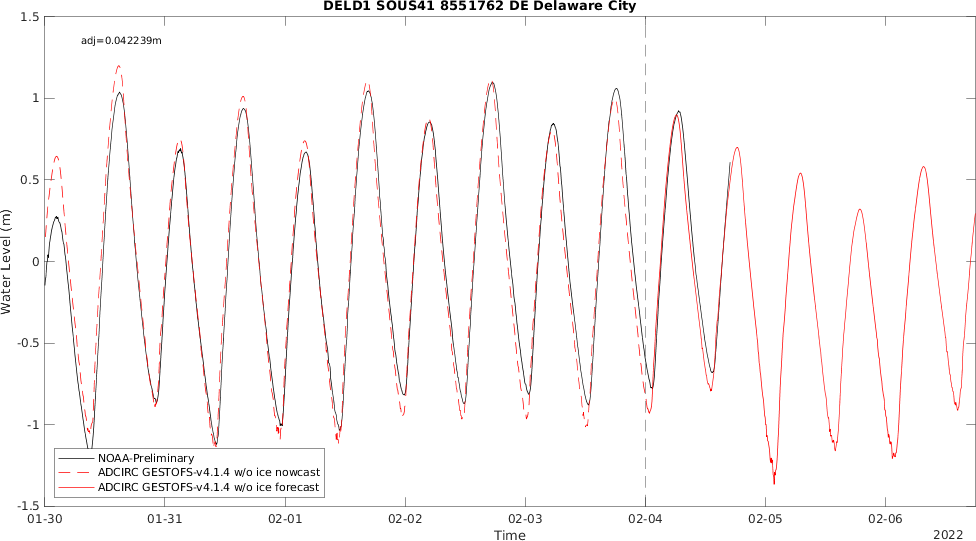 DELD1 SOUS41 8551762 DE Delaware City
adj=0.042239m
1.5
1
0.5
0
-0.5
-1
-1.5
Water Level (m)
NOAA-Preliminary
ADCIRC GESTOFS-v4.1.4 w/o ice nowcast
ADCIRC GESTOFS-v4.1.4 w/o ice forecast
01-30 01-31 02-01 02-02 02-03 02-04 02-05 02-06
Time
2022